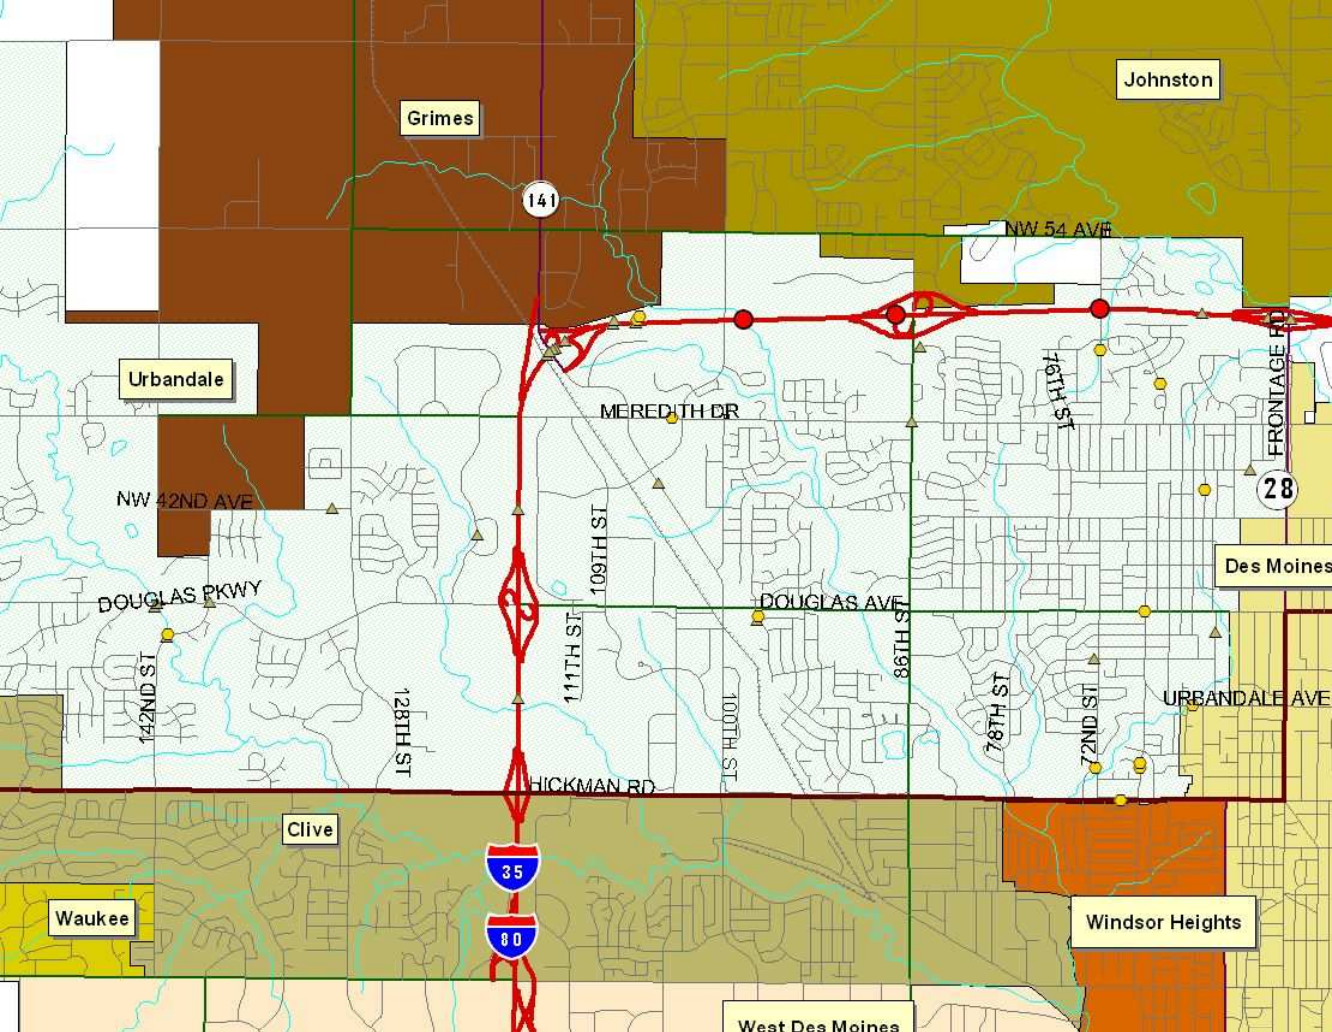 Johnston
Grimes
141
NW 54 AVE
Urbandale
76TH ST
FRONTAGE RD
MEREDITH DR
28
NW 42ND AVE
109TH ST
Des Moines
DOUGLAS PKWY
DOUGLAS AVE
86TH ST
111TH ST
142ND ST
128TH ST
100TH ST
78TH ST
72ND ST
URBANDALE AVE
HICKMAN RD
Clive
35
Waukee
80
Windsor Heights
West Des Moines